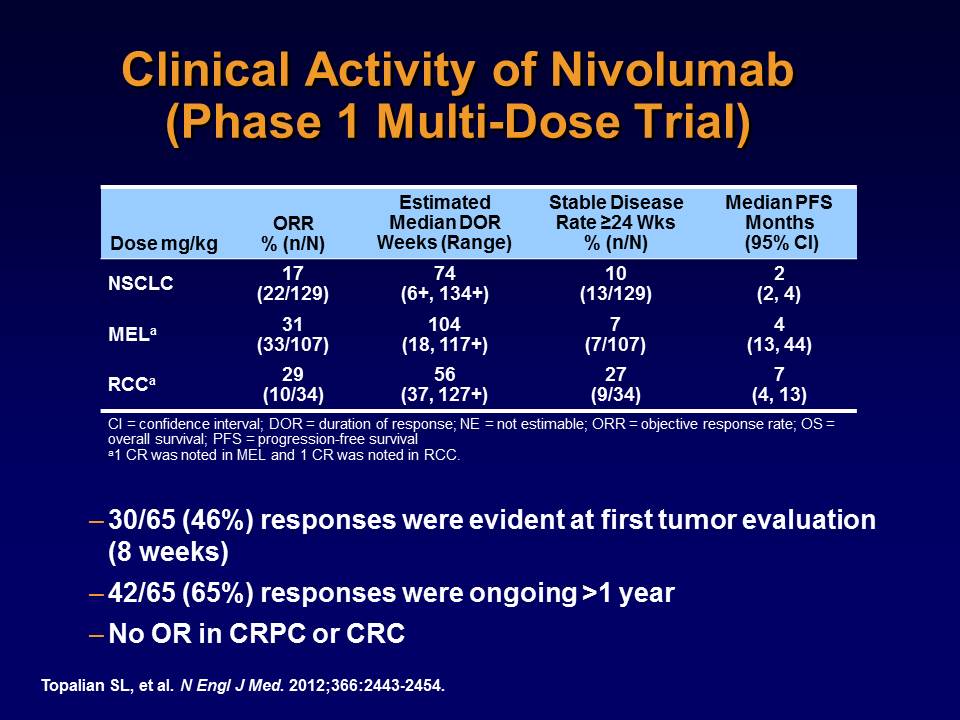 Clinical Activity of Nivolumab
(Phase 1 Multi-Dose Trial)
Dose mg/kg
ORR
% (n/N)
Estimated
Median DOR
Weeks (Range)
Stable Disease
Rate ≥24 Wks
% (n/N)
Median PFS
Months
(95% CI)
NSCLC
17
(22/129)
74
(6+, 134+)
10
(13/129)
2
(2, 4)
MELª
31
(33/107)
104
(18, 117+)
7
(7/107)
4
(13, 44)
RCCª
29
(10/34)
56
(37, 127+)
27
(9/34)
7
(4, 13)
CI = confidence interval; DOR = duration of response; NE = not estimable; ORR = objective response rate; OS =
overall survival; PFS = progression-free survival
ª1 CR was noted in MEL and 1 CR was noted in RCC.
– 30/65 (46%) responses were evident at first tumor evaluation
(8 weeks)
– 42/65 (65%) responses were ongoing >1 year
– No OR in CRPC or CRC
Topalian SL, et al. N Engl J Med. 2012;366:2443-2454.